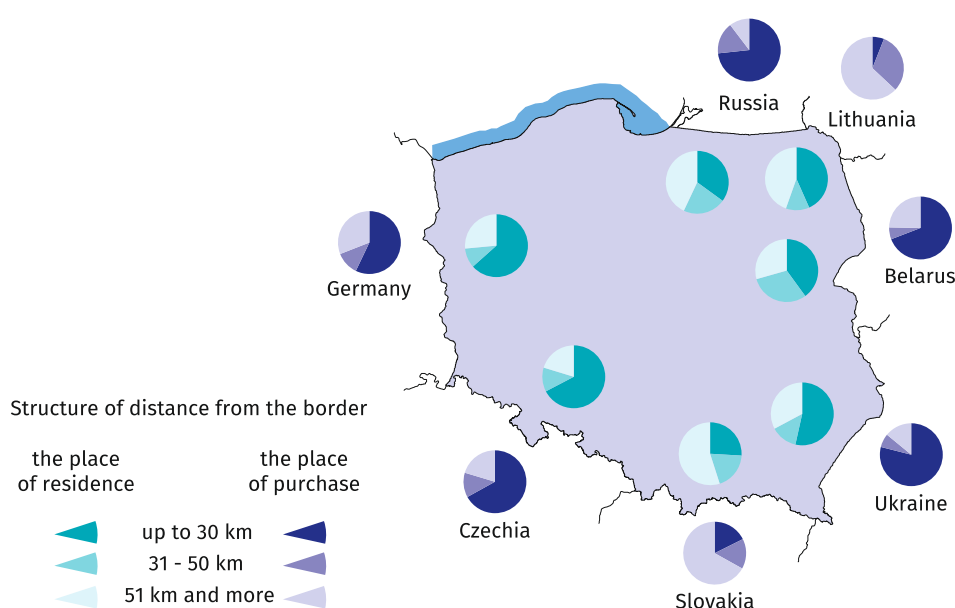 Russia
Lithuania
Belarus
Germany
Structure of distance from the border
the place
of residence
the place
of purchase
Czechia
Ukraine
up to 30 km
31 - 50 km
51 km and more
Slovakia